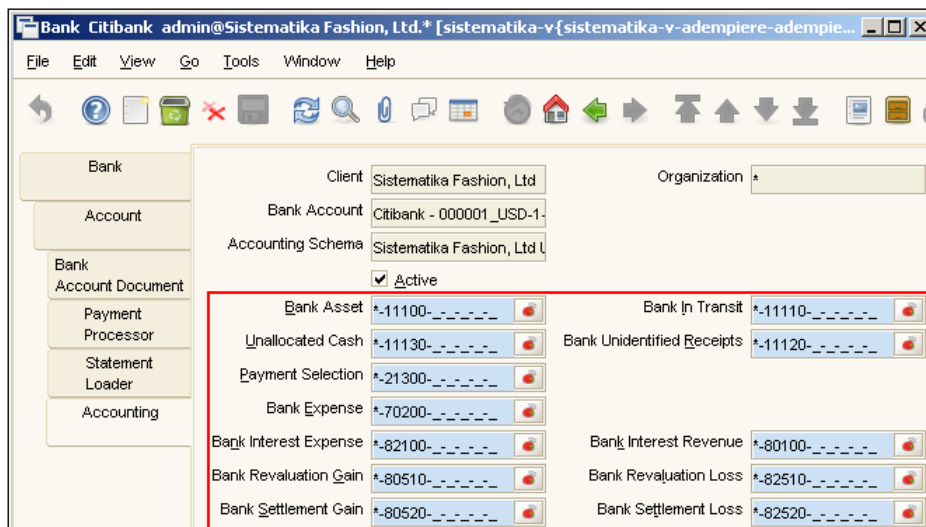 Bank Citibank admin@Sistematika Fashion, Ltd.* [sistematika-v{sistematika-v-adempiere-adempie...
File Edit View Go Tools Window Help
Bank
Account
Bank
Account Document
Payment
Processor
Statement
Loader
Accounting
Client Sistematika Fashion, Ltd Organization *
Bank Account Citibank - 000001_USD-1-
Accounting Schema Sistematika Fashion, Ltd U
Active
Bank Asset *-11100-_-_-_-_-_ Bank In Transit *-11110-_-_-_-_-_
Unallocated Cash *-11130-_-_-_-_-_ Bank Unidentified Receipts *-11120-_-_-_-_-_
Payment Selection *-21300-_-_-_-_-_
Bank Expense *-70200-_-_-_-_-_
Bank Interest Expense *-82100-_-_-_-_-_ Bank Interest Revenue *-80100-_-_-_-_-_
Bank Revaluation Gain *-80510-_-_-_-_-_ Bank Revaluation Loss *-82510-_-_-_-_-_
Bank Settlement Gain *-80520-_-_-_-_-_ Bank Settlement Loss *-82520-_-_-_-_-_